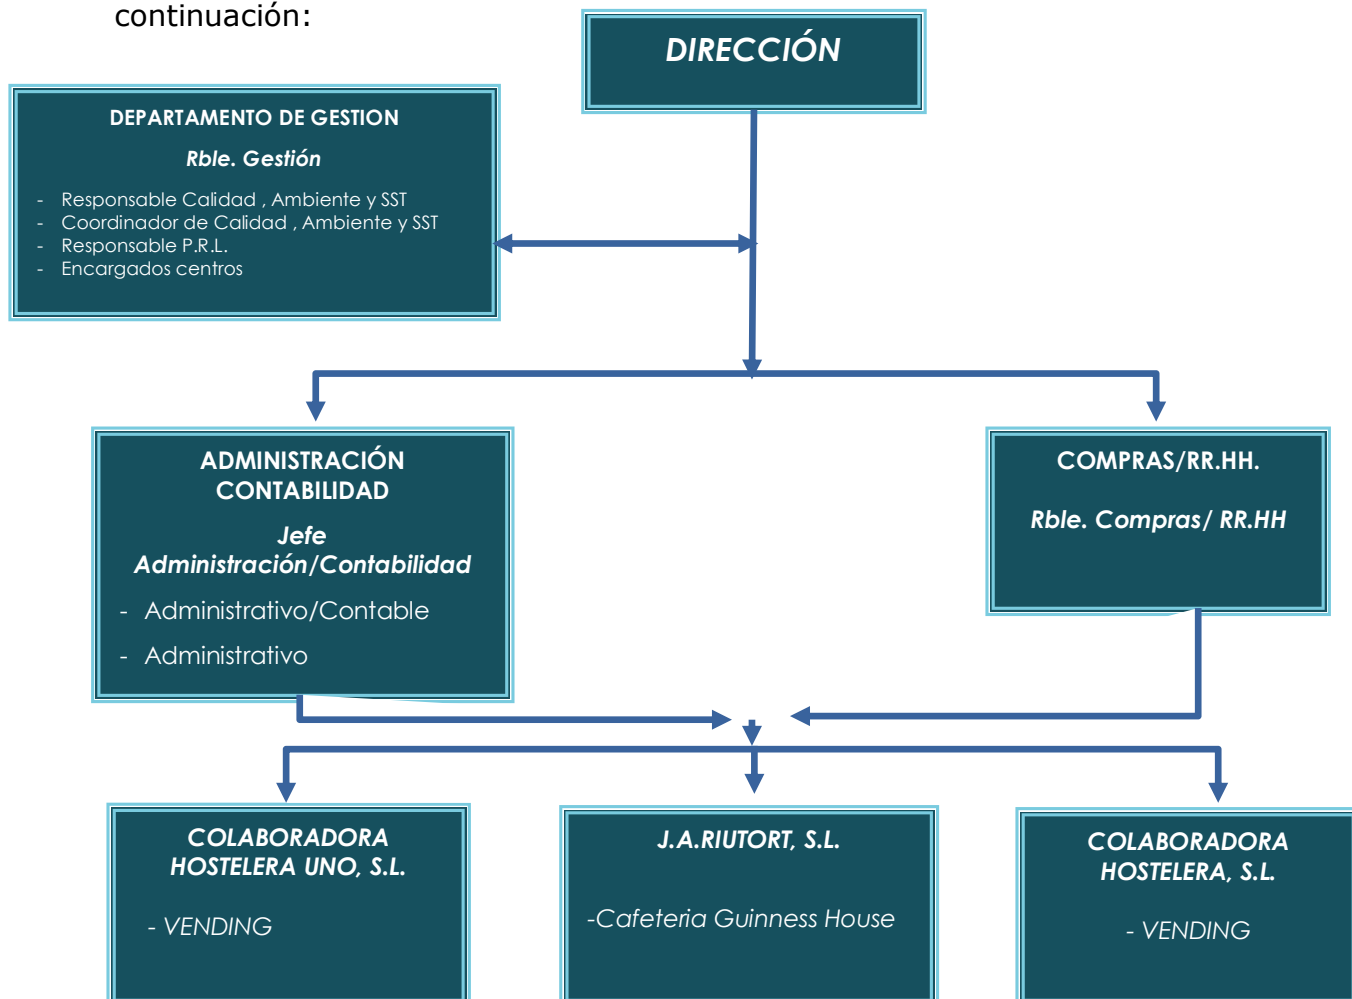 continuación:
DIRECCIÓN
DEPARTAMENTO DE GESTION
Rble. Gestión
- Responsable Calidad , Ambiente y SST
- Coordinador de Calidad , Ambiente y SST
- Responsable P.R.L.
- Encargados centros
ADMINISTRACIÓN
CONTABILIDAD
Jefe
Administración/Contabilidad
- Administrativo/Contable
- Administrativo
COMPRAS/RR.HH.
Rble. Compras/ RR.HH
COLABORADORA
HOSTELERA UNO, S.L.
- VENDING
J.A.RIUTORT, S.L.
-Cafeteria Guinness House
COLABORADORA
HOSTELERA, S.L.
- VENDING